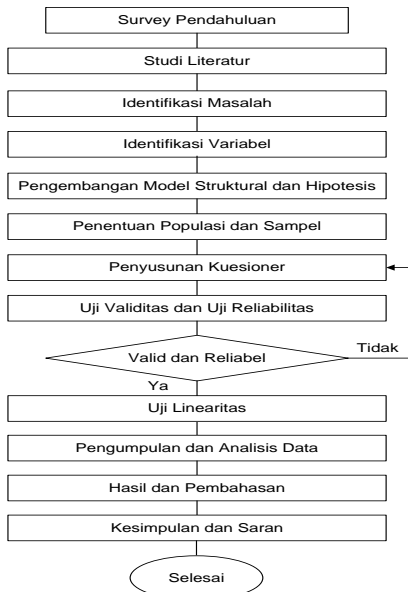 Survey Pendahuluan
Studi Literatur
Identifikasi Masalah
Identifikasi Variabel
Pengembangan Model Struktural dan Hipotesis
Penentuan Populasi dan Sampel
Penyusunan Kuesioner
Uji Validitas dan Uji Reliabilitas
Valid dan Reliabel
Tidak
Ya
Uji Linearitas
Pengumpulan dan Analisis Data
Hasil dan Pembahasan
Kesimpulan dan Saran
Selesai